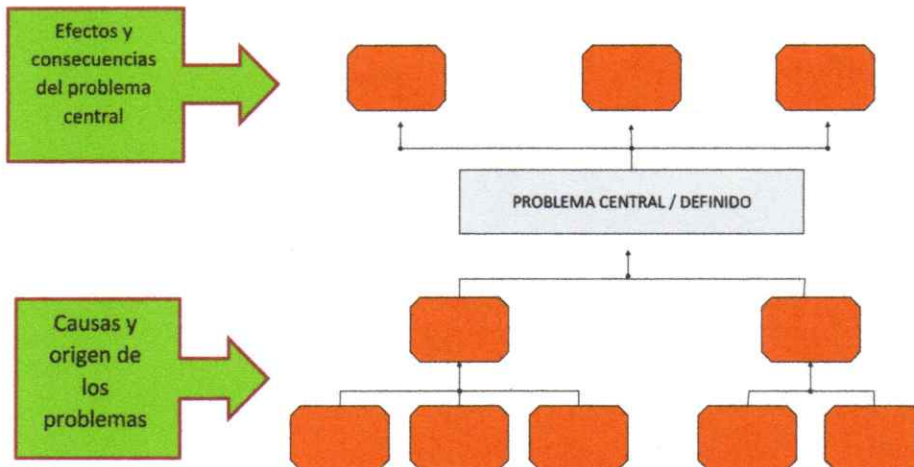 Efectos y
consecuencias
del problema
central
PROBLEMA CENTRAL / DEFINIDO
Causas y
origen de
los
problemas